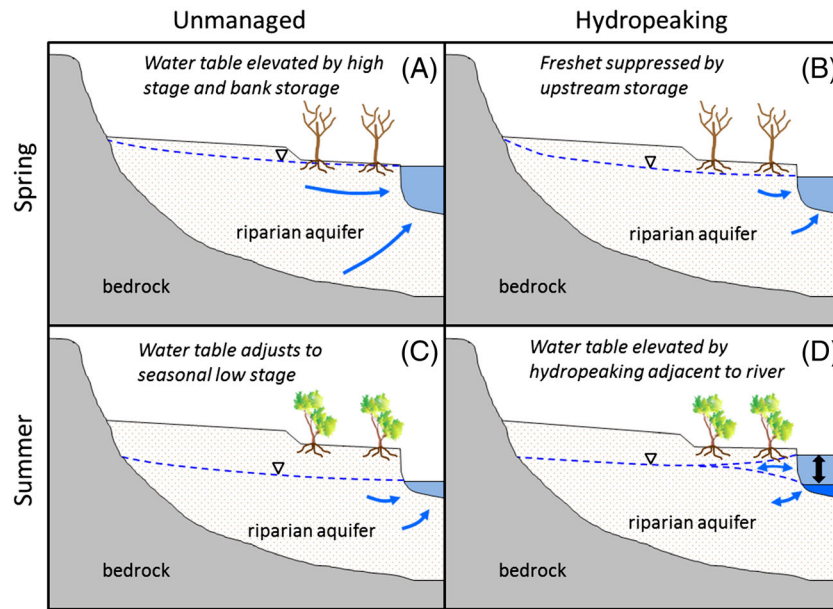 Unmanaged
Hydropeaking
Spring
Water table elevated by high
stage and bank storage
(A)
riparian aquifer
bedrock
Freshet suppressed by
upstream storage
(B)
riparian aquifer
bedrock
Summer
Water table adjusts to
seasonal low stage
(C)
riparian aquifer
bedrock
Water table elevated by
hydropeaking adjacent to river
(D)
riparian aquifer
bedrock